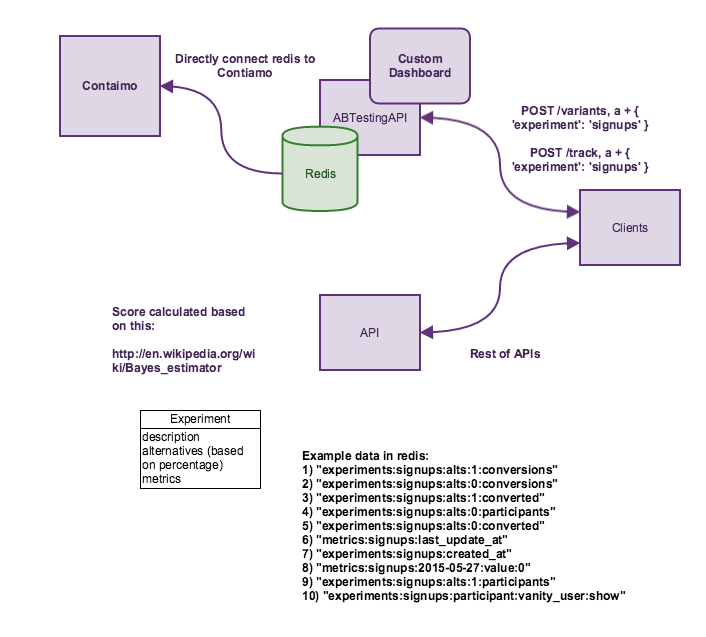 Contaimo
Directly connect redis to
Contiamo
Custom
Dashboard
ABTestingAPI
Redis
POST /variants, a + {
'experiment': 'signups' }
POST /track, a + {
'experiment': 'signups' }
Clients
API
Rest of APIs
Score calculated based
on this:
http://en.wikipedia.org/wi
ki/Bayes_estimator
Experiment
description
alternatives (based
on percentage)
metrics
Example data in redis:
1) "experiments:signups:alts:1:conversions"
2) "experiments:signups:alts:0:conversions"
3) "experiments:signups:alts:1:converted"
4) "experiments:signups:alts:0:participants"
5) "experiments:signups:alts:0:converted"
6) "metrics:signups:last_update_at"
7) "experiments:signups:created_at"
8) "metrics:signups:2015-05-27:value:0"
9) "experiments:signups:alts:1:participants"
10) "experiments:signups:participant:vanity_user:show"